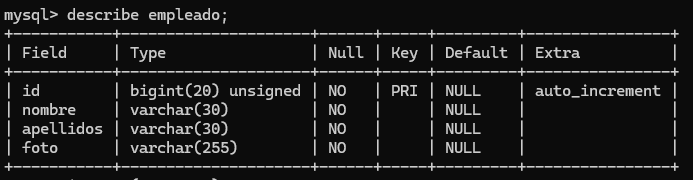 mysql> describe empleado;
+-----------+---------------------+------+-----+---------+----------------+
| Field     | Type                | Null | Key | Default | Extra          |
+-----------+---------------------+------+-----+---------+----------------+
| id        | bigint(20) unsigned | NO   | PRI | NULL    | auto_increment |
| nombre    | varchar(30)         | NO   |     | NULL    |                |
| apellidos | varchar(30)         | NO   |     | NULL    |                |
| foto      | varchar(255)        | NO   |     | NULL    |                |
+-----------+---------------------+------+-----+---------+----------------+